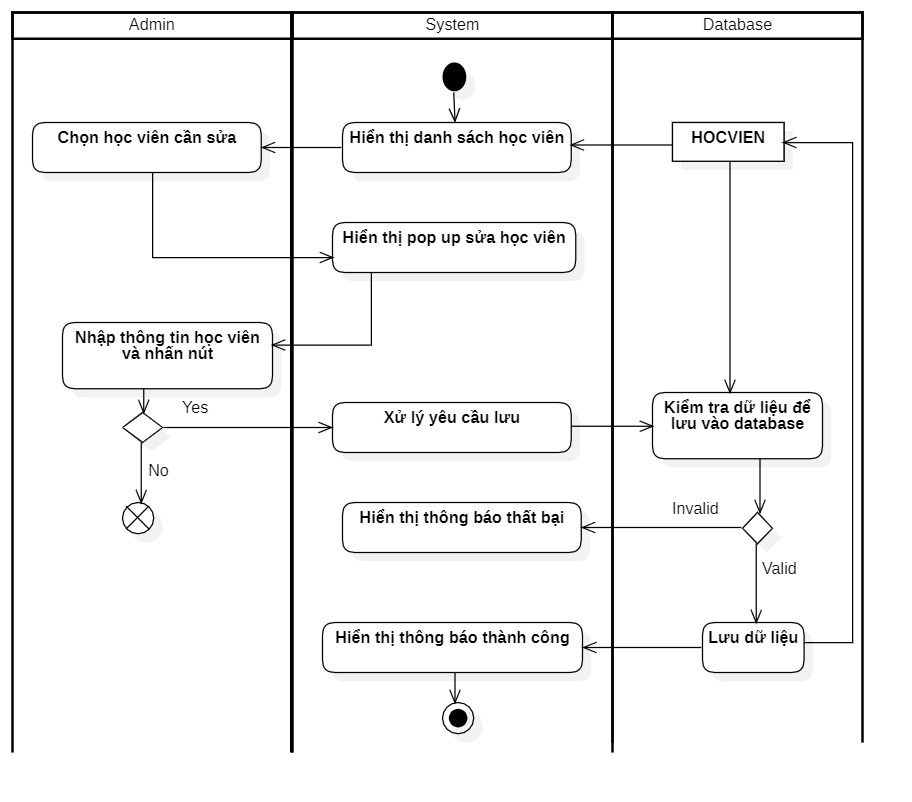 Admin
System
Database
Chọn học viên cần sửa
Hiển thị danh sách học viên
HOCVIEN
Hiển thị pop up sửa học viên
Nhập thông tin học viên
và nhấn nút
Yes
Xử lý yêu cầu lưu
Kiểm tra dữ liệu để
lưu vào database
No
Hiển thị thông báo thất bại
Invalid
Valid
Hiển thị thông báo thành công
Lưu dữ liệu